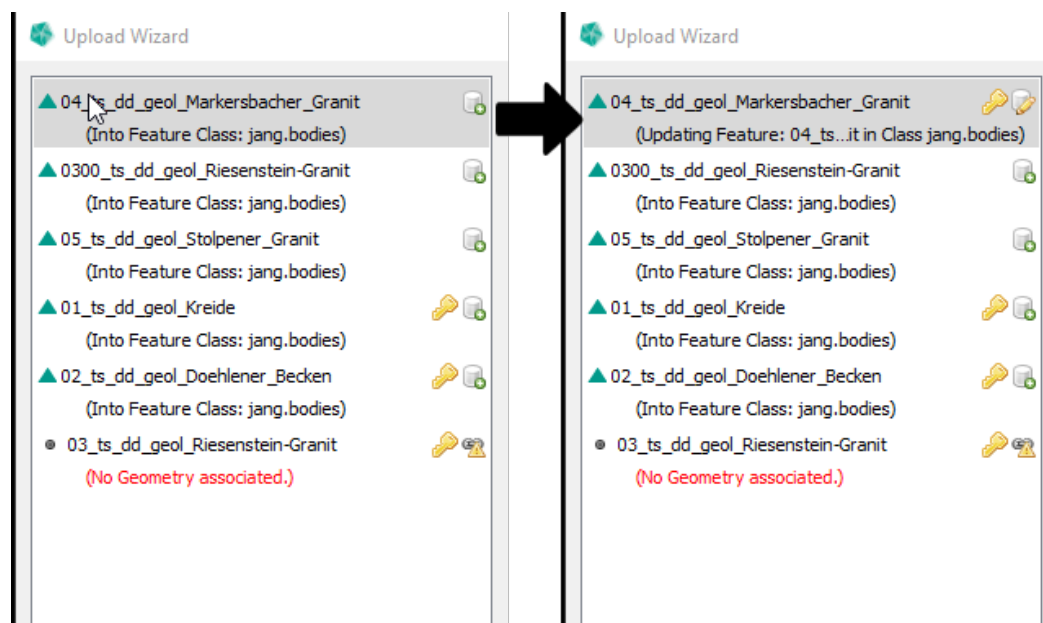 Upload Wizard
04_ts_dd_geol_Markersbacher_Granit
(Into Feature Class: jang.bodies)
0300_ts_dd_geol_Riesenstein-Granit
(Into Feature Class: jang.bodies)
05_ts_dd_geol_Stolpener_Granit
(Into Feature Class: jang.bodies)
01_ts_dd_geol_Kreide
(Into Feature Class: jang.bodies)
02_ts_dd_geol_Doehlener_Becken
(Into Feature Class: jang.bodies)
03_ts_dd_geol_Riesenstein-Granit
(No Geometry associated.)
Upload Wizard
04_ts_dd_geol_Markersbacher_Granit
(Updating Feature: 04_ts...it in Class jang.bodies)
0300_ts_dd_geol_Riesenstein-Granit
(Into Feature Class: jang.bodies)
05_ts_dd_geol_Stolpener_Granit
(Into Feature Class: jang.bodies)
01_ts_dd_geol_Kreide
(Into Feature Class: jang.bodies)
02_ts_dd_geol_Doehlener_Becken
(Into Feature Class: jang.bodies)
03_ts_dd_geol_Riesenstein-Granit
(No Geometry associated.)